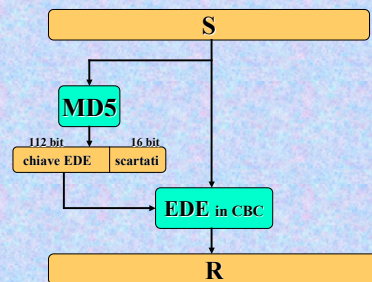 S
MD5
112 bit 16 bit
chiave EDE scartati
EDE in CBC
R